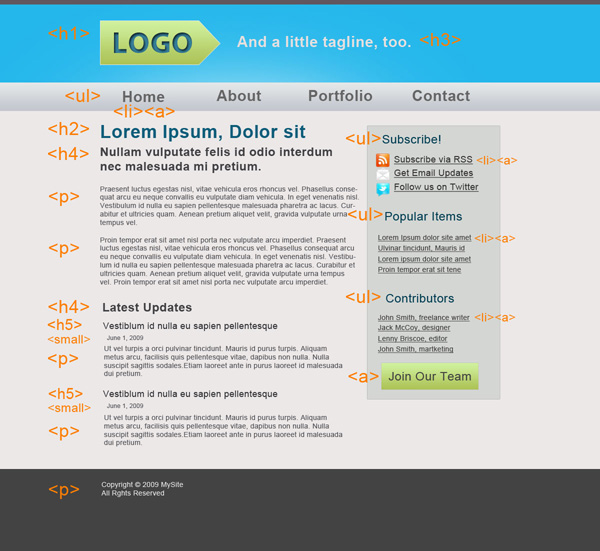 <h1>
LOGO
And a little tagline, too.
<h3>
<ul>
Home
About
Portfolio
Contact
<li><a>
<h2>
Lorem Ipsum, Dolor sit
<h4>
Nullam vulputate felis id odio interdum
nec malesuada mi pretium.
<p>
Praesent luctus egestas nisl, vitae vehicula eros rhoncus vel. Phasellus conse-
quat arcu eu neque convallis eu vulputate diam vehicula. In eget venenatis nisl.
Vestibulum id nulla eu sapien pellentesque malesuada pharetra ac lacus. Cur-
abitur et ultricies quam. Aenean pretium aliquet velit, gravida vulputate urna
tempus vel.
<p>
Proin tempor erat sit amet nisl porta nec vulputate arcu imperdiet. Praesent
luctus egestas nisl, vitae vehicula eros rhoncus vel. Phasellus consequat arcu
eu neque convallis eu vulputate diam vehicula. In eget venenatis nisl. Vestibu-
lum id nulla eu sapien pellentesque malesuada pharetra ac lacus. Curabitur et
ultricies quam. Aenean pretium aliquet velit, gravida vulputate urna tempus
vel. Proin tempor erat sit amet nisl porta nec vulputate arcu imperdiet.
<h4>
Latest Updates
<h5>
Vestiblum id nulla eu sapien pellentesque
<small>
June 1, 2009
<p>
Ut vel turpis a orci pulvinar tincidunt. Mauris id purus turpis. Aliquam
metus arcu, facilisis quis pellentesque vitae, dapibus non nulla. Nulla
suscipit sagittis sodales.Etiam laoreet ante in purus laoreet id malesuada
dui pretium.
<h5>
Vestiblum id nulla eu sapien pellentesque
<small>
June 1, 2009
<p>
Ut vel turpis a orci pulvinar tincidunt. Mauris id purus turpis. Aliquam
metus arcu, facilisis quis pellentesque vitae, dapibus non nulla. Nulla
suscipit sagittis sodales.Etiam laoreet ante in purus laoreet id malesuada
dui pretium.
<ul>
Subscribe!
Subscribe via RSS
<li><a>
Get Email Updates
Follow us on Twitter
<ul>
Popular Items
Lorem Ipsum dolor site amet
<li><a>
Ulvinar tincidunt, Mauris id
Lorem ipsum dolor site amet
Proin tempor erat sit tene
<ul>
Contributors
John Smith, freelance writer
<li><a>
Jack McCoy, designer
Lenny Briscoe, editor
John Smith, martketing
<a>
Join Our Team
<p>
Copyright © 2009 MySite
All Rghts Reserved